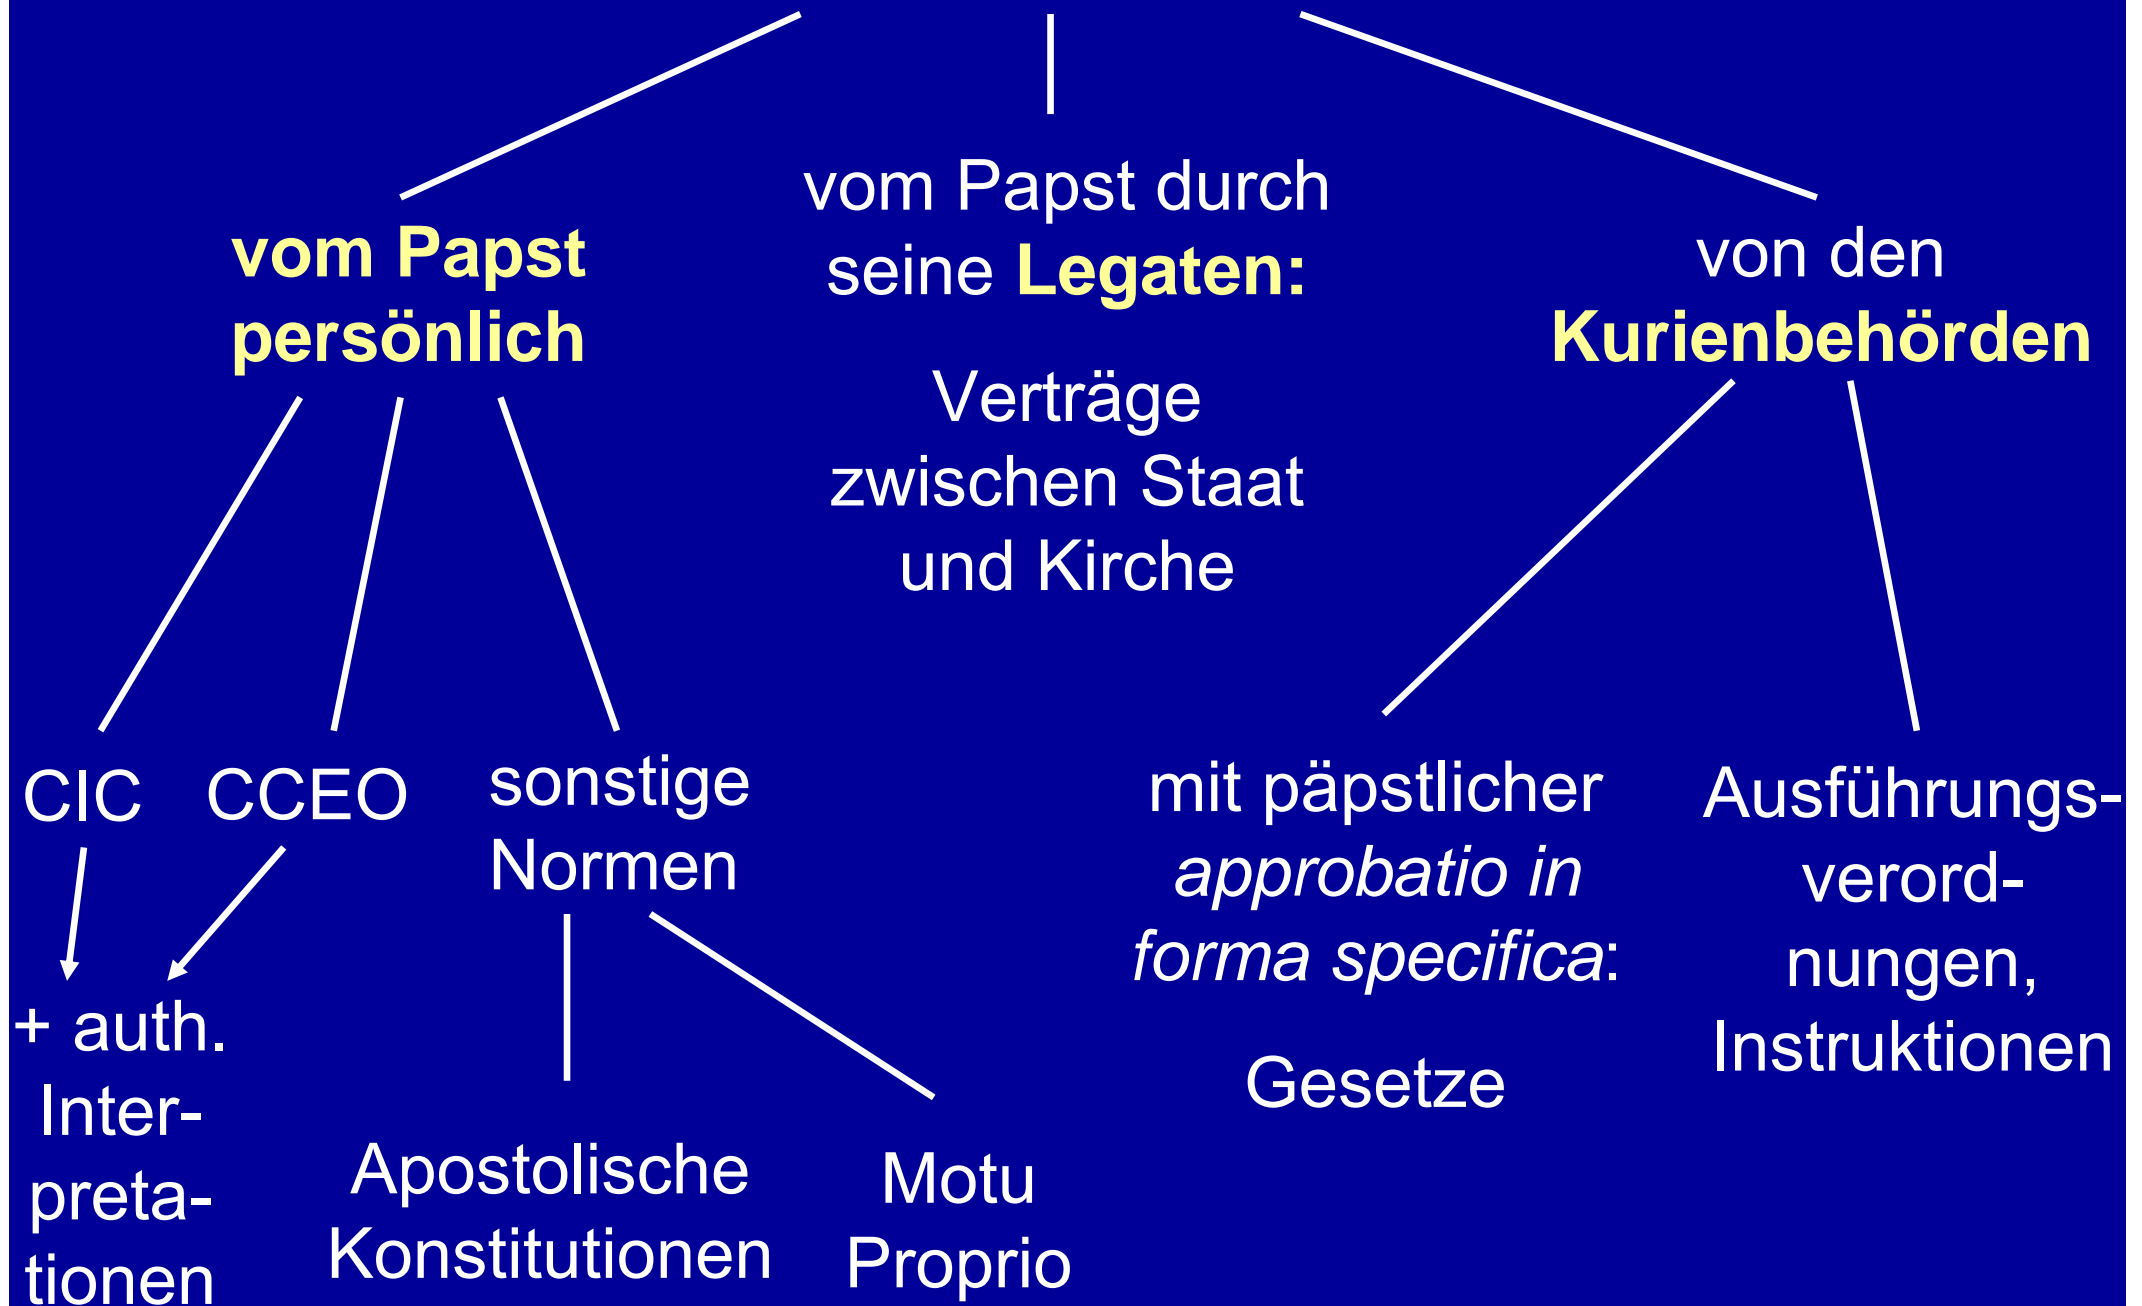 vom Papst
persönlich
vom Papst durch
seine Legaten:
Verträge
zwischen Staat
und Kirche
von den
Kurienbehörden
CIC
CCEO
sonstige
Normen
+ auth.
Inter-
preta-
tionen
Apostolische
Konstitutionen
Motu
Proprio
mit päpstlicher
approbatio in
forma specifica:
Gesetze
Ausführungs-
verord-
nungen,
Instruktionen